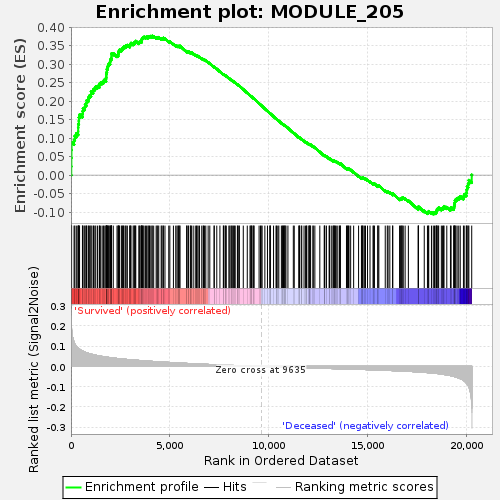 Enrichment plot: MODULE_205
Enrichment score (ES)
0.40
0.35
0.30
0.25
0.20
0.15
0.10
0.05
0.00
-0.05
-0.10
'Survived' (positively correlated)
Zero cross at 9635
'Deceased' (negatively correlated)
Ranked list metric (Signal2Noise)
0.3
0.2
0.1
0.0
-0.1
-0.2
-0.3
0 5,000 10,000 15,000 20,000
Rank in Ordered Dataset
Enrichment profile Hits Ranking metric scores